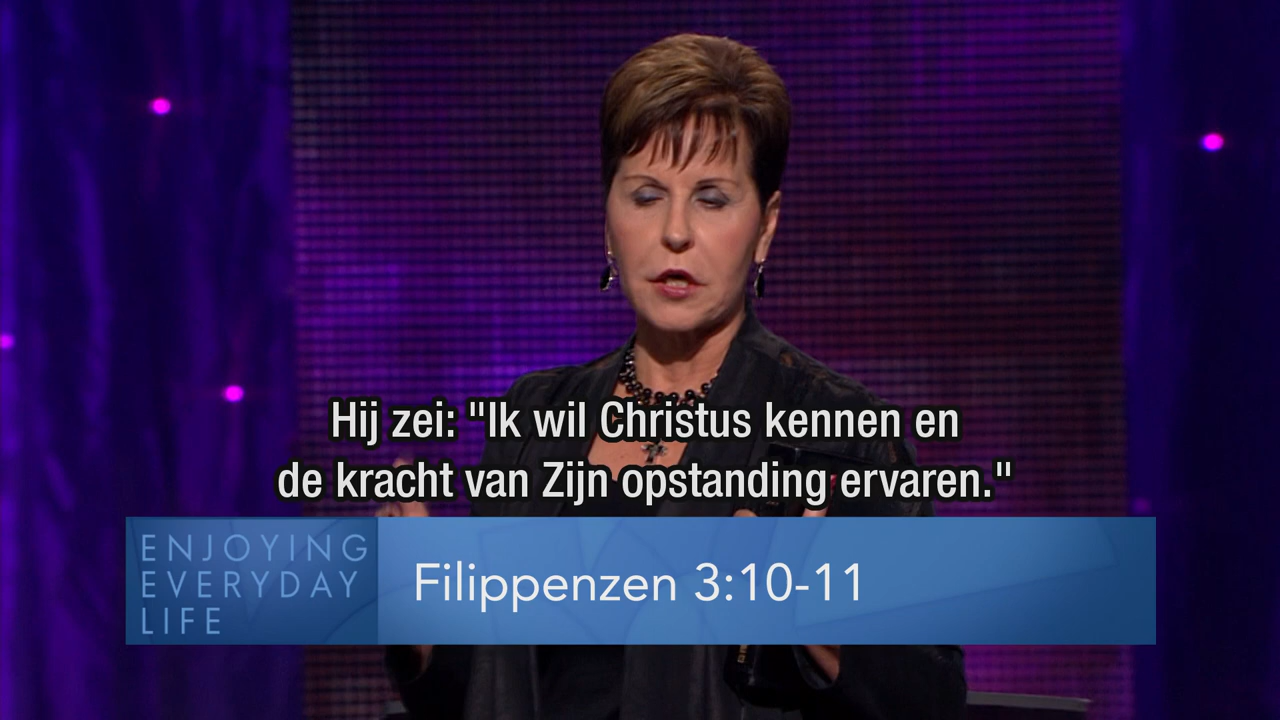 Hij zei: "Ik wil Christus kennen en
de kracht van Zijn opstanding ervaren."
ENJOYING
EVERYDAY
LIFE
Filippenzen 3:10-11